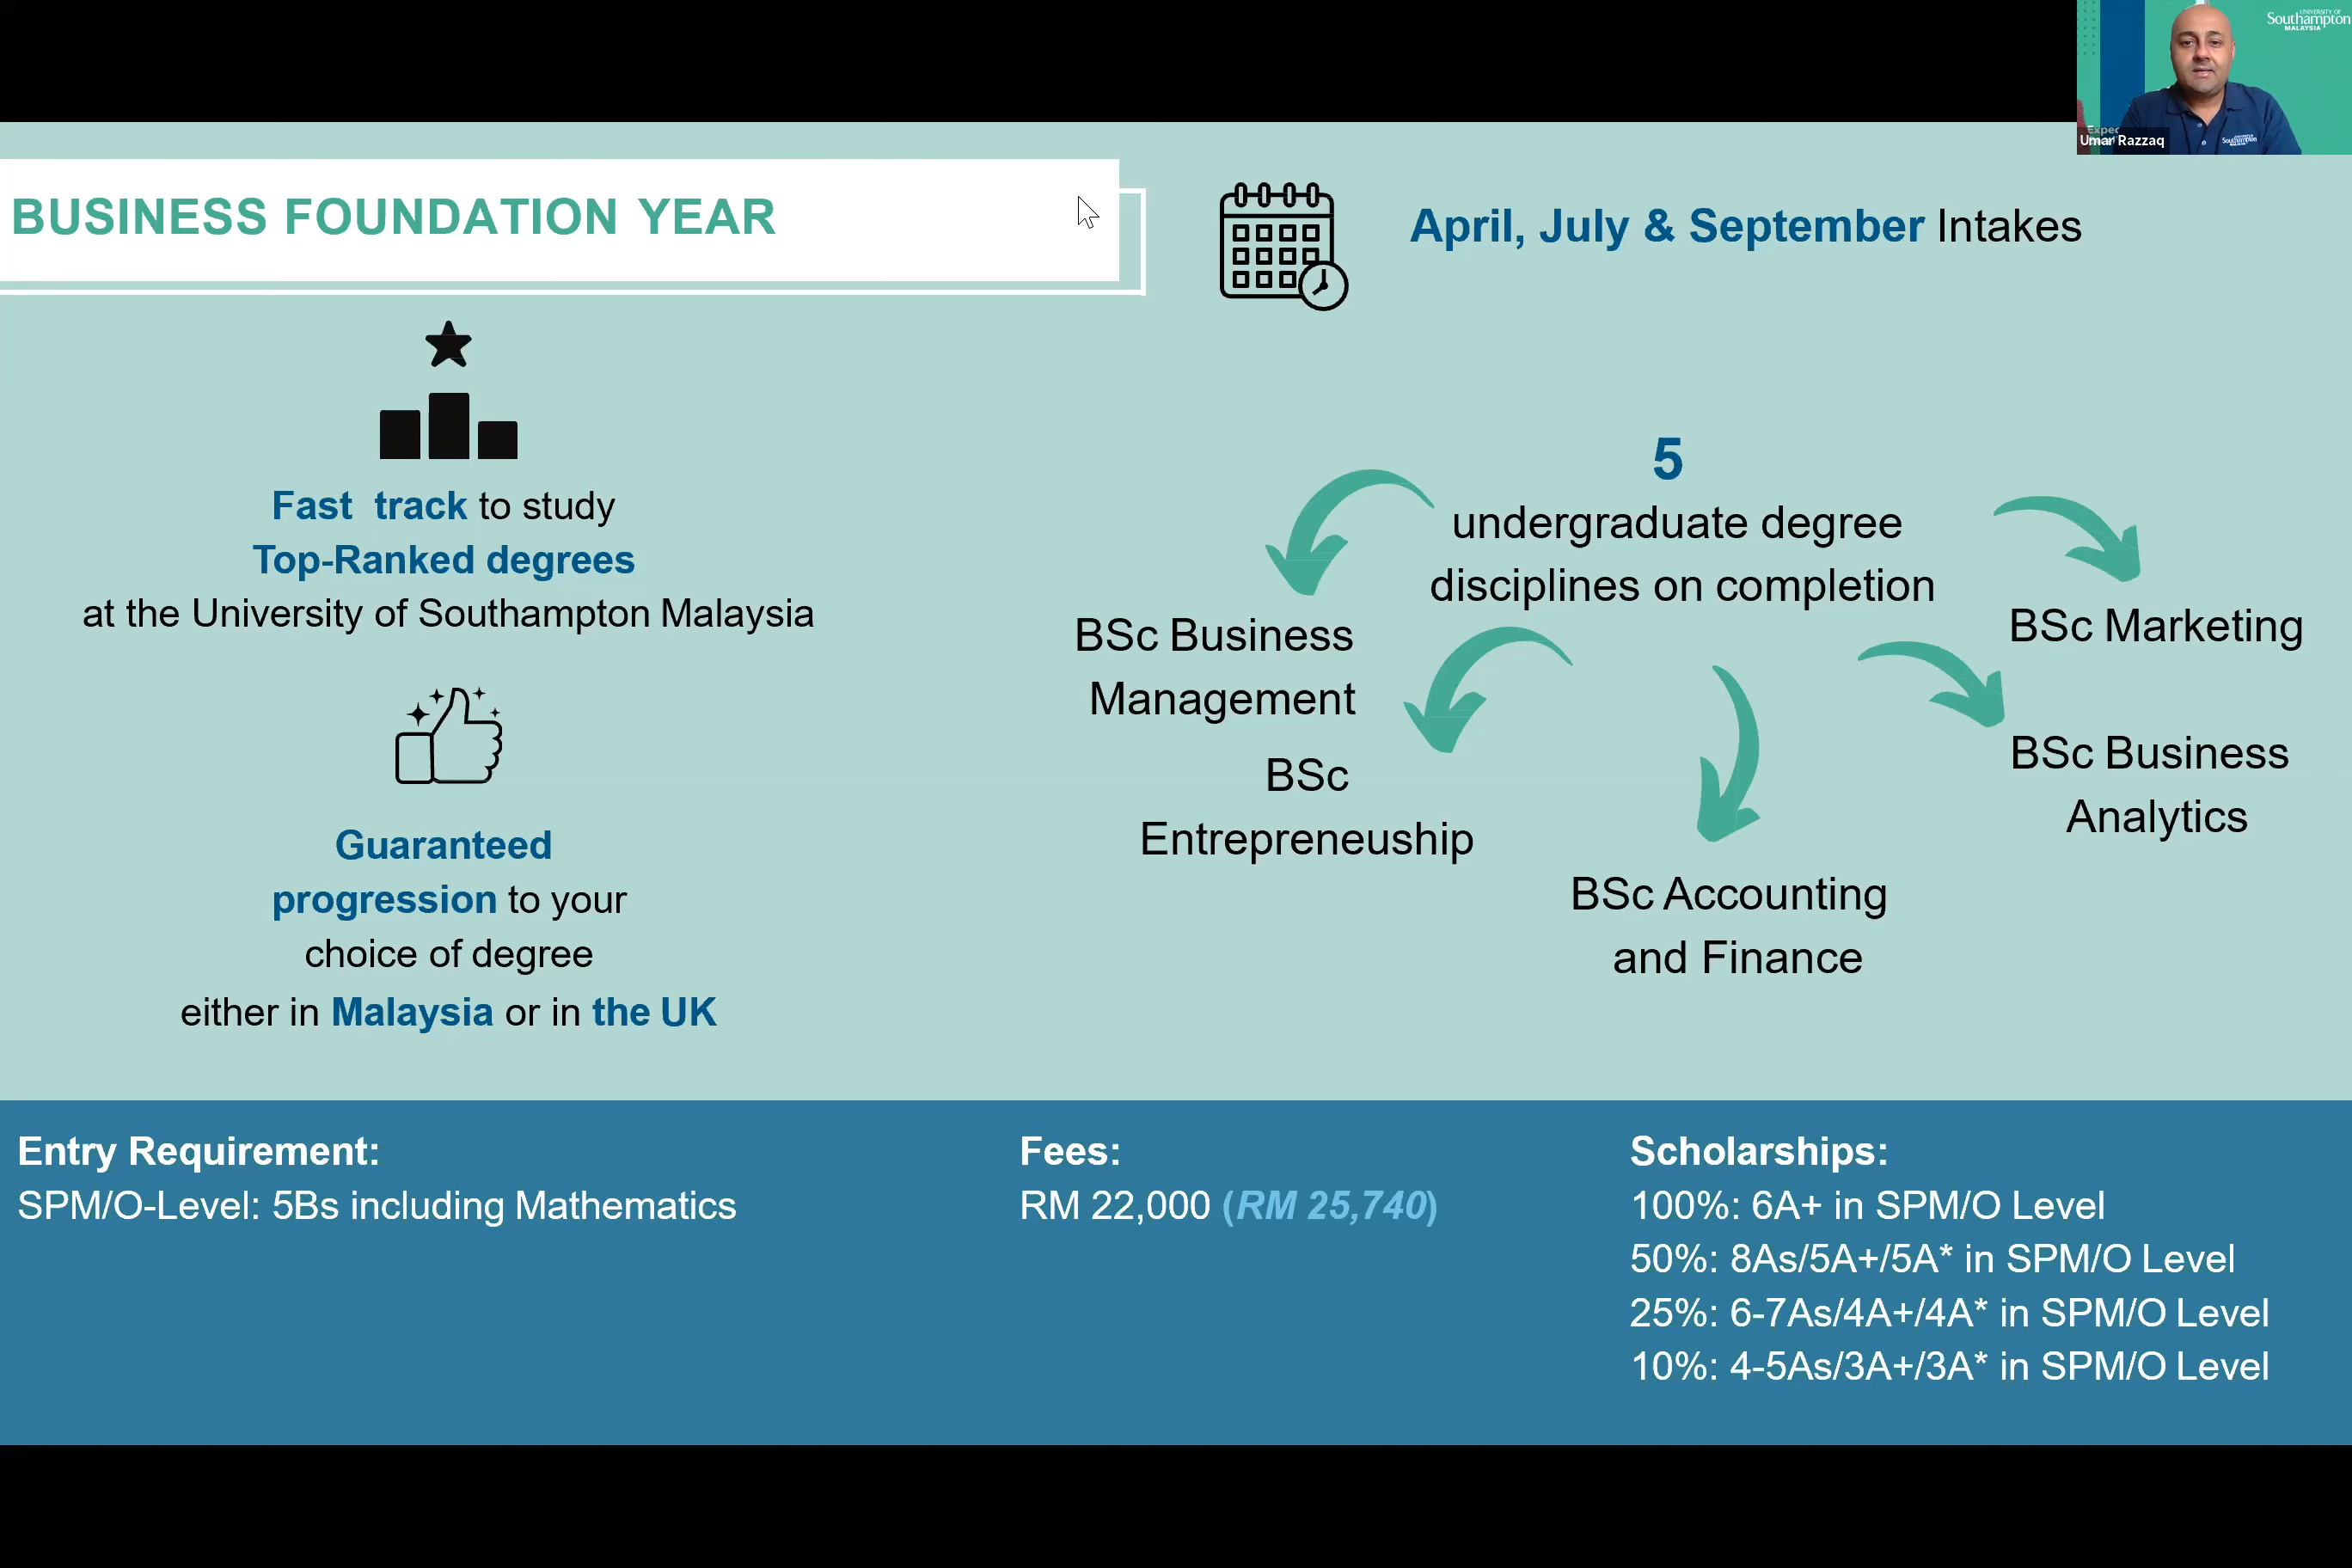 UNIVERSITY OF
Southampton
MALAYSIA
Umar Razzaq
BUSINESS FOUNDATION YEAR
April, July & September Intakes
Fast track to study
Top-Ranked degrees
at the University of Southampton Malaysia
Guaranteed
progression to your
choice of degree
either in Malaysia or in the UK
5
undergraduate degree
disciplines on completion
BSc Business
Management
BSc
Entrepreneuship
BSc Accounting
and Finance
BSc Marketing
BSc Business
Analytics
Entry Requirement:
SPM/O-Level: 5Bs including Mathematics
Fees:
RM 22,000 (RM 25,740)
Scholarships:
100%: 6A+ in SPM/O Level
50%: 8As/5A+/5A* in SPM/O Level
25%: 6-7As/4A+/4A* in SPM/O Level
10%: 4-5As/3A+/3A* in SPM/O Level